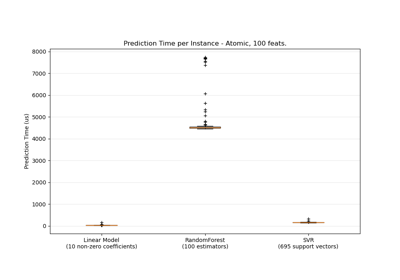 Prediction Time per Instance - Atomic, 100 feats.
8000
7000
6000
5000
4000
3000
2000
1000
0
Prediction Time (us)
Linear Model
(10 non-zero coefficients)
RandomForest
(100 estimators)
SVR
(695 support vectors)